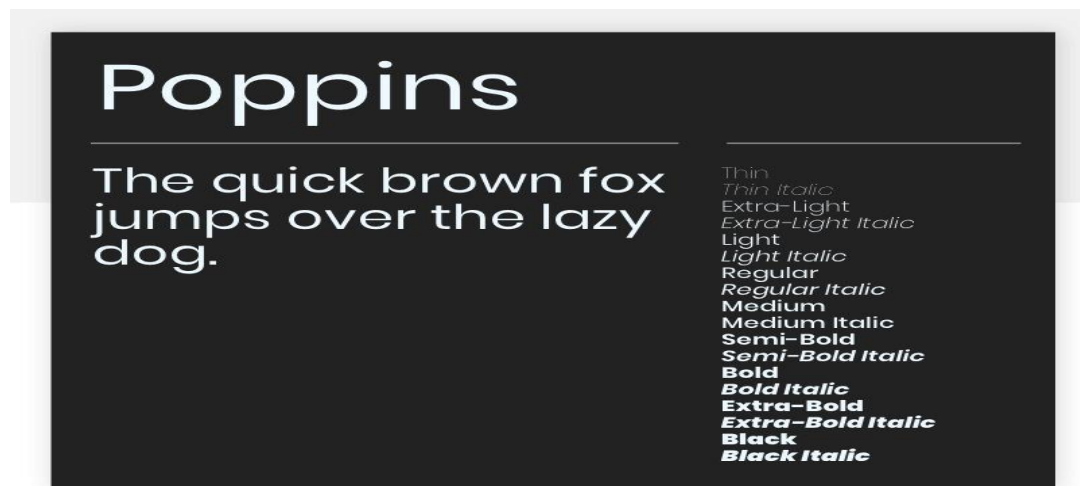 Poppins
The quick brown fox
jumps over the lazy
dog.
Thin
Thin Italic
Extra-Light
Extra-Light Italic
Light
Light Italic
Regular
Regular Italic
Medium
Medium Italic
Semi-Bold
Semi-Bold Italic
Bold
Bold Italic
Extra-Bold
Extra-Bold Italic
Black
Black Italic